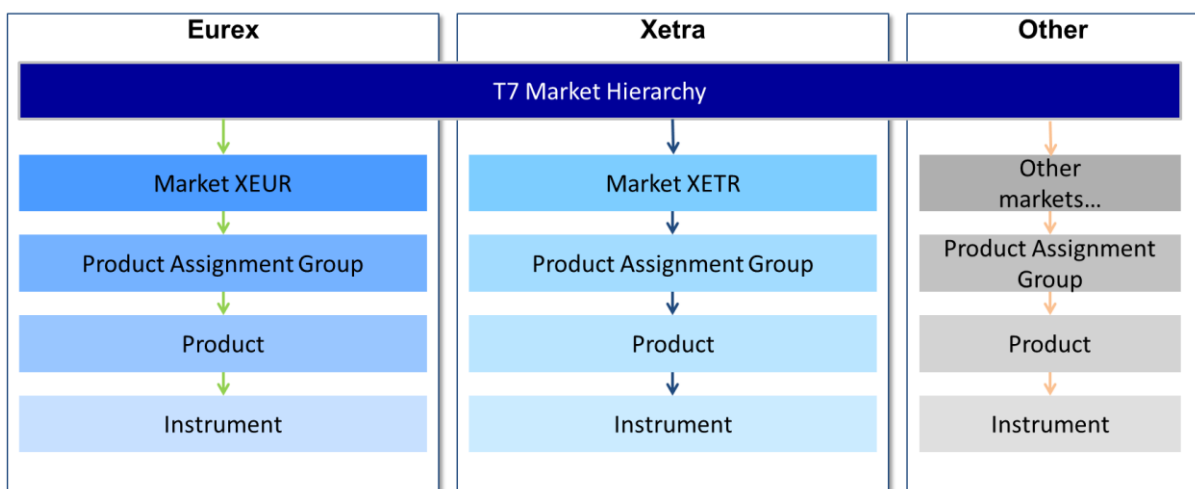 Eurex
Xetra
Other
T7 Market Hierarchy
Market XEUR
Market XETR
Other
markets...
Product Assignment Group
Product Assignment Group
Product Assignment
Group
Product
Product
Product
Instrument
Instrument
Instrument